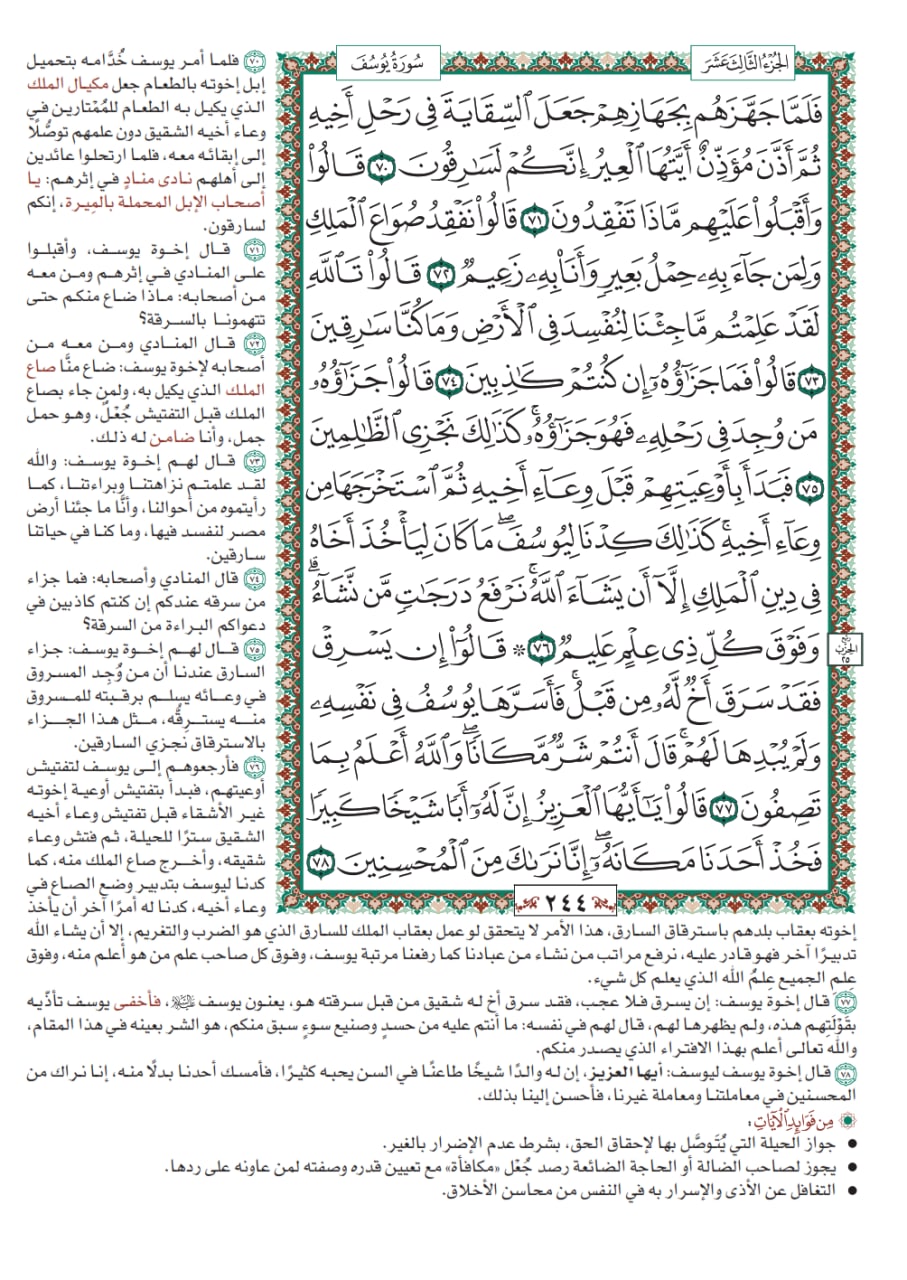 الجُزْءُ الثَّالِثَ عَشَرَ
سُورَةُ يُوسُفَ
فَلَمَّا جَهَّزَهُم بِجَهَازِهِمْ جَعَلَ ٱلسِّقَايَةَ فِي رَحْلِ أَخِيهِ
ثُمَّ أَذَّنَ مُؤَذِّنٌ أَيَّتُهَا ٱلْعِيرُ إِنَّكُمْ لَسَٰرِقُونَ ٧٠ قَالُواْ
وَأَقْبَلُواْ عَلَيْهِم مَّاذَا تَفْقِدُونَ ٧١ قَالُواْ نَفْقِدُ صُوَاعَ ٱلْمَلِكِ
وَلِمَن جَآءَ بِهِۦ حِمْلُ بَعِيرٖ وَأَنَا۠ بِهِۦ زَعِيمٞ ٧٢ قَالُواْ تَٱللَّهِ
لَقَدْ عَلِمْتُم مَّا جِئْنَا لِنُفْسِدَ فِي ٱلْأَرْضِ وَمَا كُنَّا سَٰرِقِينَ
٧٣ قَالُواْ فَمَا جَزَٰٓؤُهُۥٓ إِن كُنتُمْ كَٰذِبِينَ ٧٤ قَالُواْ جَزَٰٓؤُهُۥ
مَن وُجِدَ فِي رَحْلِهِۦ فَهُوَ جَزَٰٓؤُهُۥۚ كَذَٰلِكَ نَجْزِي ٱلظَّٰلِمِينَ
٧٥ فَبَدَأَ بِأَوْعِيَتِهِمْ قَبْلَ وِعَآءِ أَخِيهِ ثُمَّ ٱسْتَخْرَجَهَا مِن
وِعَآءِ أَخِيهِۚ كَذَٰلِكَ كِدْنَا لِيُوسُفَۖ مَا كَانَ لِيَأْخُذَ أَخَاهُ
فِي دِينِ ٱلْمَلِكِ إِلَّآ أَن يَشَآءَ ٱللَّهُۚ نَرْفَعُ دَرَجَٰتٖ مَّن نَّشَآءُۗ
وَفَوْقَ كُلِّ ذِي عِلْمٍ عَلِيمٞ ٧٦ ۞ قَالُوٓاْ إِن يَسْرِقْ
فَقَدْ سَرَقَ أَخٞ لَّهُۥ مِن قَبْلُۚ فَأَسَرَّهَا يُوسُفُ فِي نَفْسِهِۦ
وَلَمْ يُبْدِهَا لَهُمْۚ قَالَ أَنتُمْ شَرّٞ مَّكَانٗاۖ وَٱللَّهُ أَعْلَمُ بِمَا
تَصِفُونَ ٧٧ قَالُواْ يَٰٓأَيُّهَا ٱلْعَزِيزُ إِنَّ لَهُۥٓ أَبٗا شَيْخٗا كَبِيرٗا
فَخُذْ أَحَدَنَا مَكَانَهُۥٓۖ إِنَّا نَرَىٰكَ مِنَ ٱلْمُحْسِنِينَ ٧٨
ربع
الحزب
٢٥
٢٤٤
٧٠ فلما أمر يوسف خُدَّامه بتحميل
إبل إخوته بالطعام جعل مكيال الملك
الذي يكيل به الطعام للمُمْتارين في
وعاء أخيه الشقيق دون علمهم توصُّلًا
إلى إبقائه معه، فلما ارتحلوا عائدين
إلى أهلهم نادى منادٍ في إثرهم: يا
أصحاب الإبل المحملة بالمِيرة، إنكم
لسارقون.
٧١ قال إخوة يوسف، وأقبلوا
على المنادي في إثرهم ومن معه
من أصحابه: ماذا ضاع منكم حتى
تتهمونا بالسرقة؟
٧٢ قال المنادي ومن معه من
أصحابه لإخوة يوسف: ضاع منَّا صاع
الملك الذي يكيل به، ولمن جاء بصاع
الملك قبل التفتيش جُعْلٌ، وهو حمل
جمل، وأنا ضامن له ذلك.
٧٣ قال لهم إخوة يوسف: والله
لقد علمتم نزاهتنا وبراءتنا، كما
رأيتموه من أحوالنا، وأنَّا ما جئنا أرض
مصر لنفسد فيها، وما كنا في حياتنا
سارقين.
٧٤ قال المنادي وأصحابه: فما جزاء
من سرقه عندكم إن كنتم كاذبين في
دعواكم البراءة من السرقة؟
٧٥ قال لهم إخوة يوسف: جزاء
السارق عندنا أن من وُجِد المسروق
في وعائه يسلم برقبته للمسروق
منه يسترِقُّه، مثل هذا الجزاء
بالاسترقاق نجزي السارقين.
٧٦ فأرجعوهم إلى يوسف لتفتيش
أوعيتهم، فبدأ بتفتيش أوعية إخوته
غير الأشقاء قبل تفتيش وعاء أخيه
الشقيق سترًا للحيلة، ثم فتش وعاء
شقيقه، وأخرج صاع الملك منه، كما
كدنا ليوسف بتدبير وضع الصاع في
وعاء أخيه، كدنا له أمرًا آخر أن يأخذ
إخوته بعقاب بلدهم باسترقاق السارق، هذا الأمر لا يتحقق لو عمل بعقاب الملك للسارق الذي هو الضرب والتغريم، إلا أن يشاء الله
تدبيرًا آخر فهو قادر عليه، نرفع مراتب من نشاء من عبادنا كما رفعنا مرتبة يوسف، وفوق كل صاحب علم من هو أعلم منه، وفوق
علم الجميع عِلمُ الله الذي يعلم كل شيء.
٧٧ قال إخوة يوسف: إن يسرق فلا عجب، فقد سرق أخ له شقيق من قبل سرقته هو، يعنون يوسف ﵇، فأخفى يوسف تأذّيه
بقَوْلَتهم هذه، ولم يظهرها لهم، قال لهم في نفسه: ما أنتم عليه من حسدٍ وصنيع سوءٍ سبق منكم، هو الشر بعينه في هذا المقام،
والله تعالى أعلم بهذا الافتراء الذي يصدر منكم.
٧٨ قال إخوة يوسف ليوسف: أيها العزيز، إن له والدًا شيخًا طاعنًا في السن يحبه كثيرًا، فأمسك أحدنا بدلًا منه، إنا نراك من
المحسنين في معاملتنا ومعاملة غيرنا، فأحسن إلينا بذلك.
مِن فَوَائِدِ الآيَاتِ:
• جواز الحيلة التي يُتَوصَّل بها لإحقاق الحق، بشرط عدم الإضرار بالغير.
• يجوز لصاحب الضالة أو الحاجة الضائعة رصد جُعْل «مكافأة» مع تعيين قدره وصفته لمن عاونه على ردها.
• التغافل عن الأذى والإسرار به في النفس من محاسن الأخلاق.